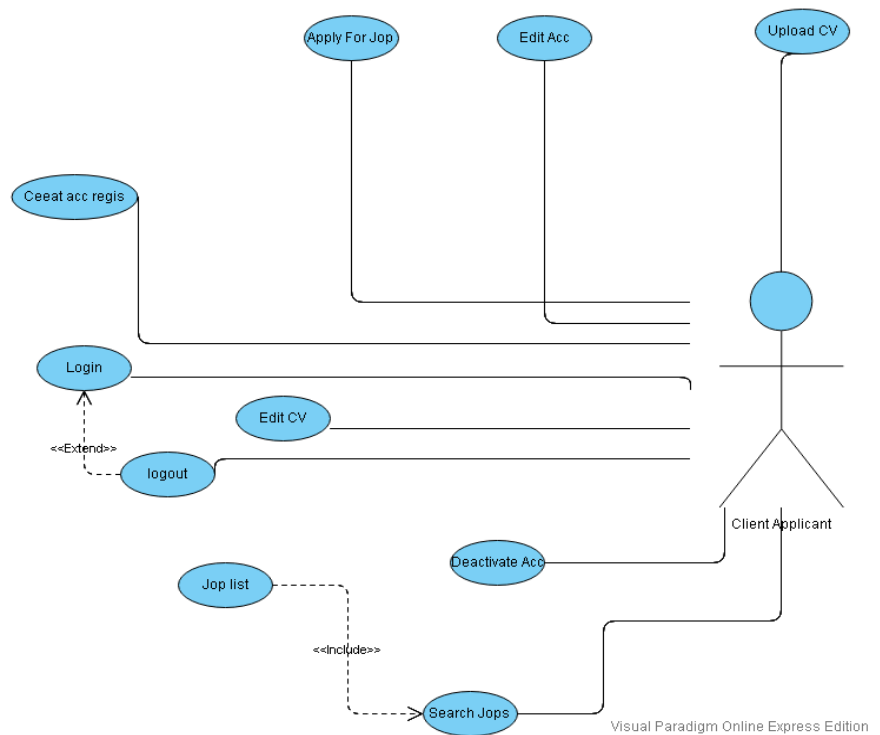 Upload CV
Apply For Jop
Edit Acc
Ceeat acc regis
Login
Edit CV
<<Extend>>
logout
Client Applicant
Deactivate Acc
Jop list
<<Include>>
Search Jops
Visual Paradigm Online Express Edition